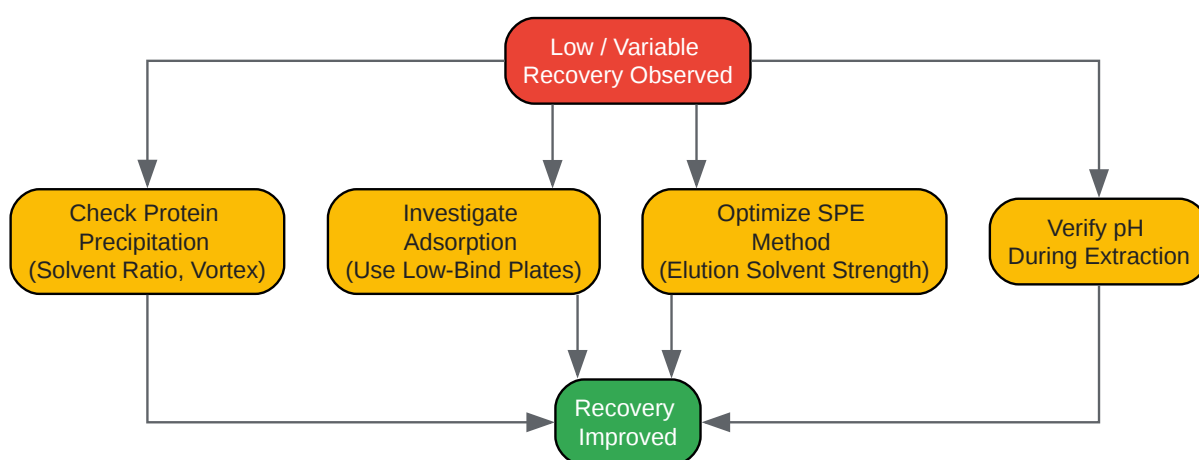 Low / Variable
Recovery Observed
Check Protein
Precipitation
(Solvent Ratio, Vortex)
Investigate
Adsorption
(Use Low-Bind Plates)
Optimize SPE
Method
(Elution Solvent Strength)
Verify pH
During Extraction
Recovery
Improved